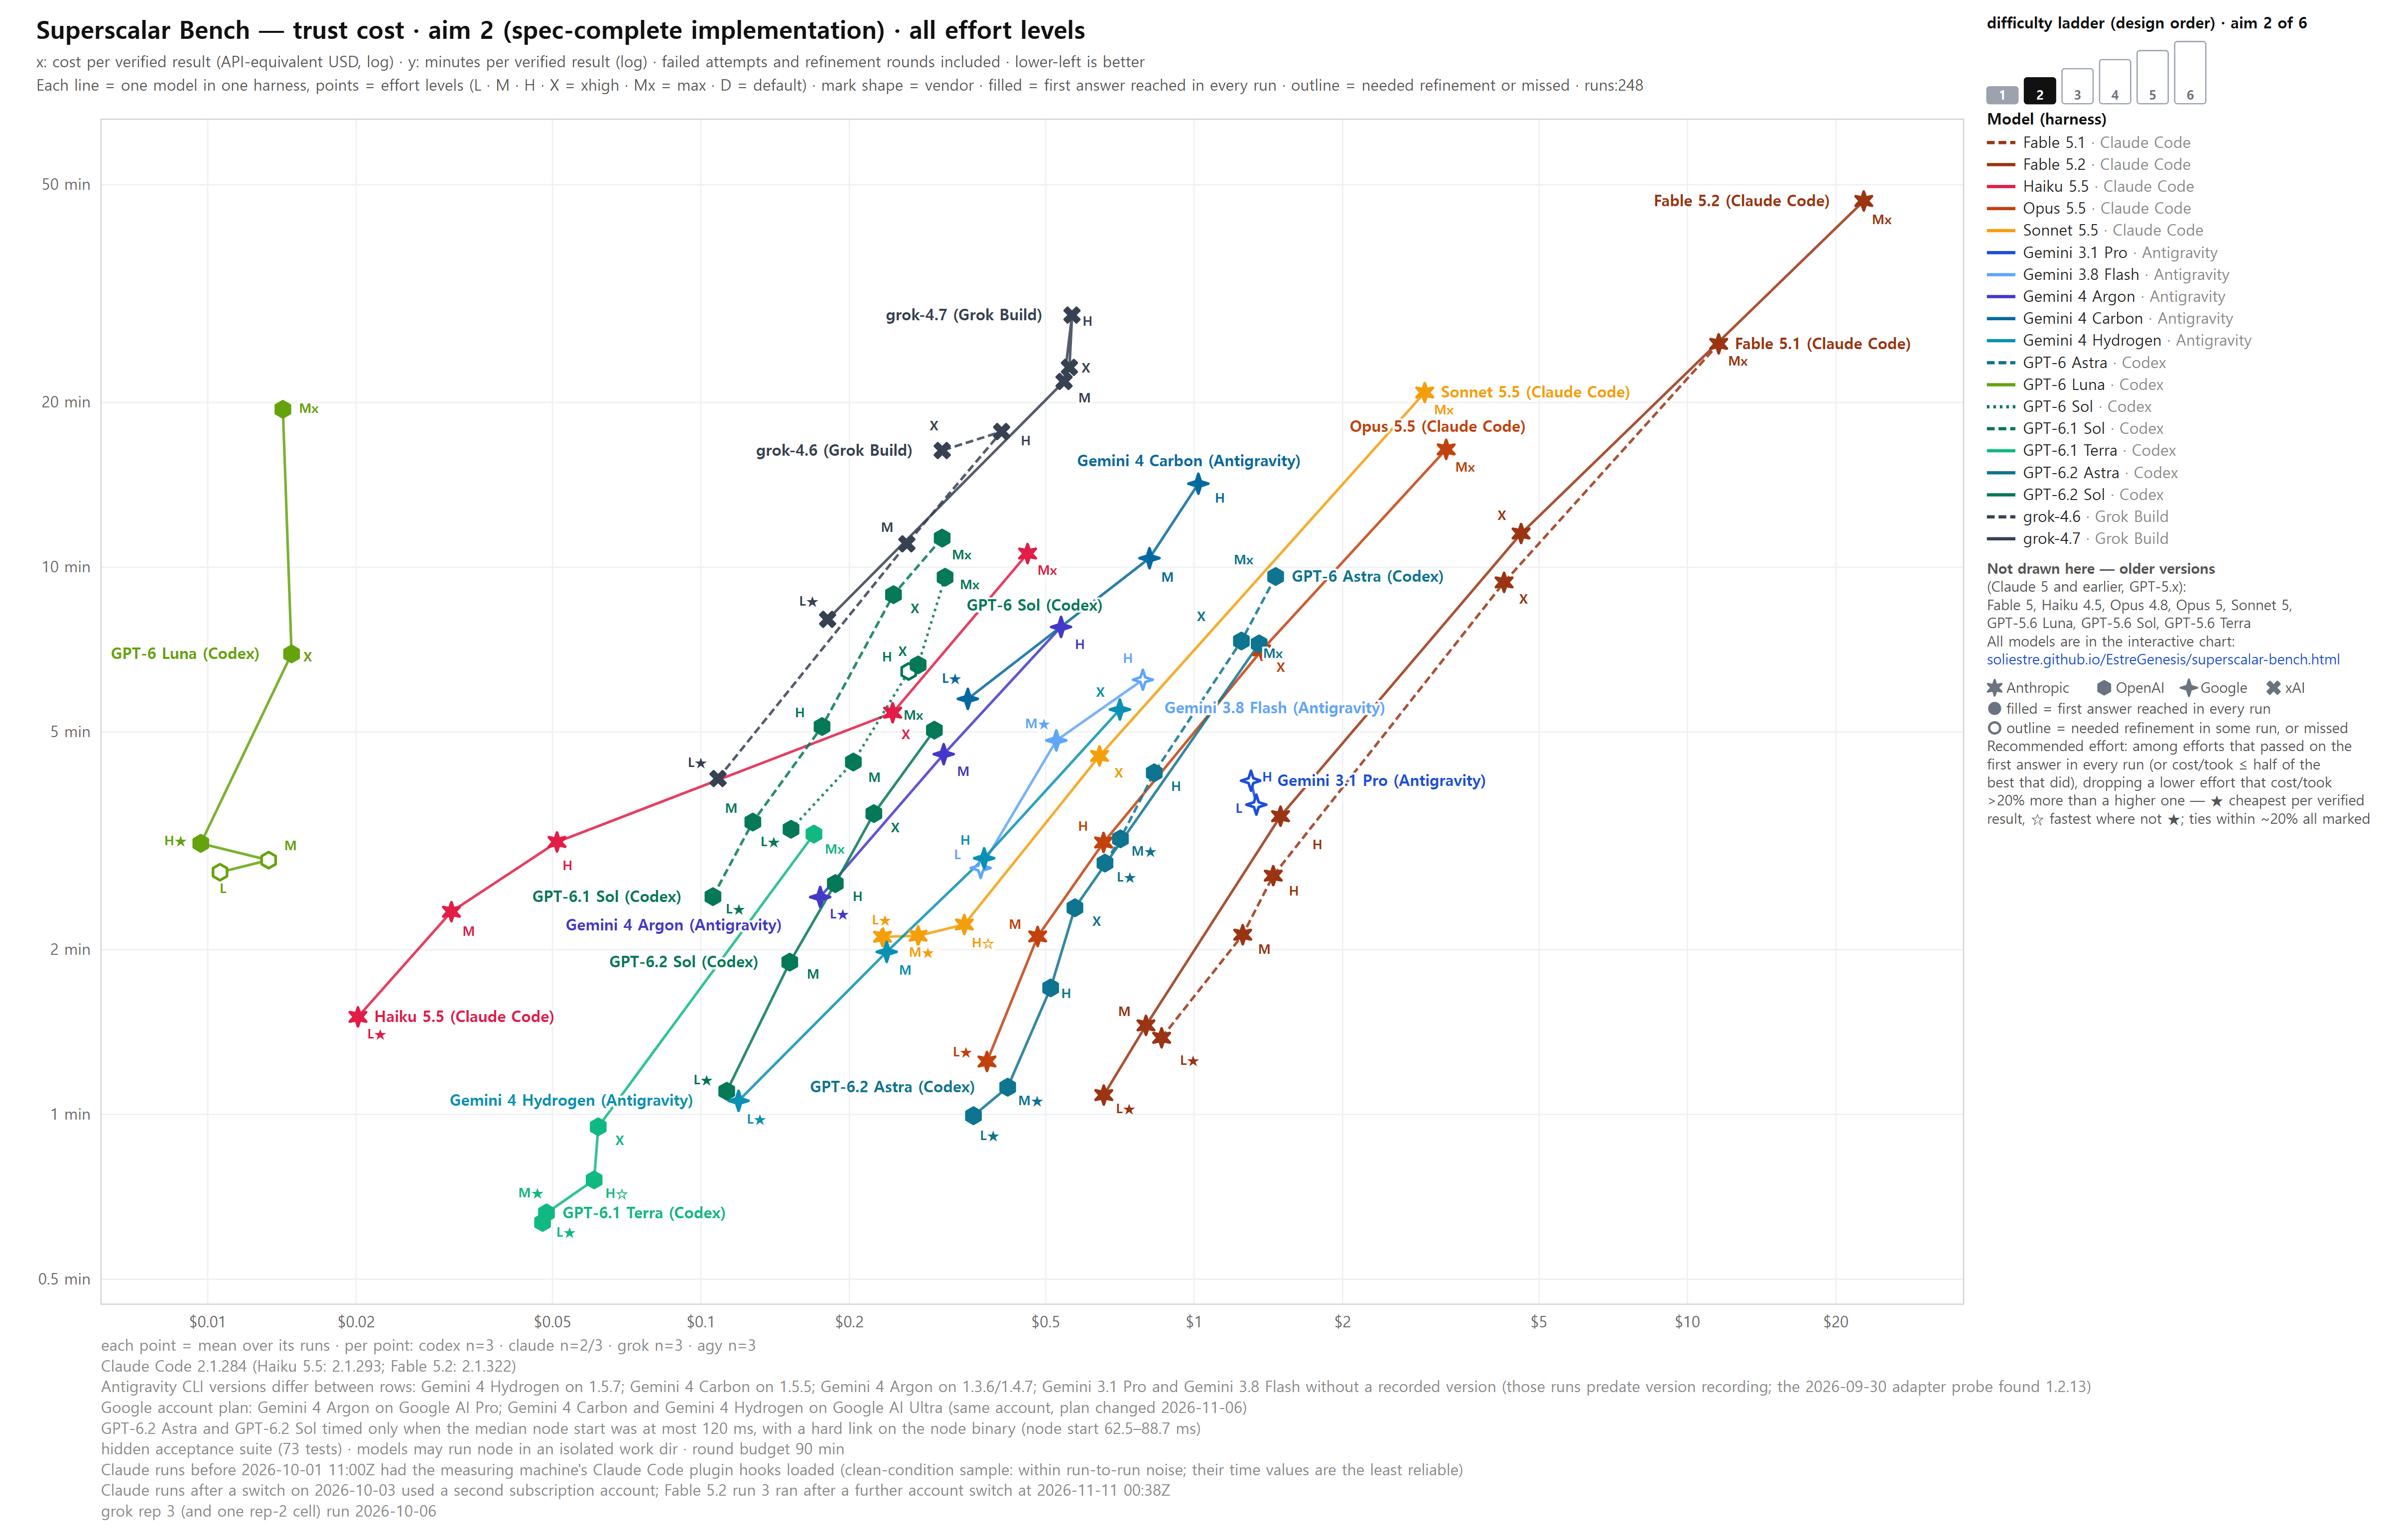 Superscalar Bench — trust cost · aim 2 (spec-complete implementation) · all effort levels
x: cost per verified result (API-equivalent USD, log) · y: minutes per verified result (log) · failed attempts and refinement rounds included · lower-left is better
Each line = one model in one harness, points = effort levels (L · M · H · X = xhigh · Mx = max · D = default) · mark shape = vendor · filled = first answer reached in every run · outline = needed refinement or missed · runs:248
difficulty ladder (design order) · aim 2 of 6
1 2 3 4 5 6
Model (harness)
Fable 5.1 · Claude Code
Fable 5.2 · Claude Code
Haiku 5.5 · Claude Code
Opus 5.5 · Claude Code
Sonnet 5.5 · Claude Code
Gemini 3.1 Pro · Antigravity
Gemini 3.8 Flash · Antigravity
Gemini 4 Argon · Antigravity
Gemini 4 Carbon · Antigravity
Gemini 4 Hydrogen · Antigravity
GPT-6 Astra · Codex
GPT-6 Luna · Codex
GPT-6 Sol · Codex
GPT-6.1 Sol · Codex
GPT-6.1 Terra · Codex
GPT-6.2 Astra · Codex
GPT-6.2 Sol · Codex
grok-4.6 · Grok Build
grok-4.7 · Grok Build
Not drawn here — older versions
(Claude 5 and earlier, GPT-5.x):
Fable 5, Haiku 4.5, Opus 4.8, Opus 5, Sonnet 5,
GPT-5.6 Luna, GPT-5.6 Sol, GPT-5.6 Terra
All models are in the interactive chart:
soliestre.github.io/EstreGenesis/superscalar-bench.html
Anthropic OpenAI Google xAI
filled = first answer reached in every run
outline = needed refinement in some run, or missed
Recommended effort: among efforts that passed on the
first answer in every run (or cost/took ≤ half of the
best that did), dropping a lower effort that cost/took
>20% more than a higher one — ★ cheapest per verified
result, ☆ fastest where not ★; ties within ~20% all marked
50 min
20 min
10 min
5 min
2 min
1 min
0.5 min
Fable 5.2 (Claude Code)
Mx
grok-4.7 (Grok Build)
H
Fable 5.1 (Claude Code)
Mx
X
M
Sonnet 5.5 (Claude Code)
Mx
Mx
Opus 5.5 (Claude Code)
Mx
X
H
grok-4.6 (Grok Build)
Gemini 4 Carbon (Antigravity)
H
X
M
Mx
Mx
Mx
M
Mx
GPT-6 Astra (Codex)
X
L★
X
GPT-6 Sol (Codex)
X
H
GPT-6 Luna (Codex)
X
H
X
Mx
X
H
L★
X
H
Mx
M★
Gemini 3.8 Flash (Antigravity)
X
L★
M
M
X
H
H
Gemini 3.1 Pro (Antigravity)
L
M
L★
X
H
H★
M
L
H
Mx
H
L
M★
H
L★
H
GPT-6.1 Sol (Codex)
L★
H
L★
Gemini 4 Argon (Antigravity)
L★
M
X
M
H☆
M★
M
M
GPT-6.2 Sol (Codex)
M
H
Haiku 5.5 (Claude Code)
L★
M
L★
L★
L★
GPT-6.2 Astra (Codex)
M★
L★
Gemini 4 Hydrogen (Antigravity)
L★
L★
X
M★
H☆
GPT-6.1 Terra (Codex)
L★
$0.01 $0.02 $0.05 $0.1 $0.2 $0.5 $1 $2 $5 $10 $20
each point = mean over its runs · per point: codex n=3 · claude n=2/3 · grok n=3 · agy n=3
Claude Code 2.1.284 (Haiku 5.5: 2.1.293; Fable 5.2: 2.1.322)
Antigravity CLI versions differ between rows: Gemini 4 Hydrogen on 1.5.7; Gemini 4 Carbon on 1.5.5; Gemini 4 Argon on 1.3.6/1.4.7; Gemini 3.1 Pro and Gemini 3.8 Flash without a recorded version (those runs predate version recording; the 2026-09-30 adapter probe found 1.2.13)
Google account plan: Gemini 4 Argon on Google AI Pro; Gemini 4 Carbon and Gemini 4 Hydrogen on Google AI Ultra (same account, plan changed 2026-11-06)
GPT-6.2 Astra and GPT-6.2 Sol timed only when the median node start was at most 120 ms, with a hard link on the node binary (node start 62.5–88.7 ms)
hidden acceptance suite (73 tests) · models may run node in an isolated work dir · round budget 90 min
Claude runs before 2026-10-01 11:00Z had the measuring machine's Claude Code plugin hooks loaded (clean-condition sample: within run-to-run noise; their time values are the least reliable)
Claude runs after a switch on 2026-10-03 used a second subscription account; Fable 5.2 run 3 ran after a further account switch at 2026-11-11 00:38Z
grok rep 3 (and one rep-2 cell) run 2026-10-06